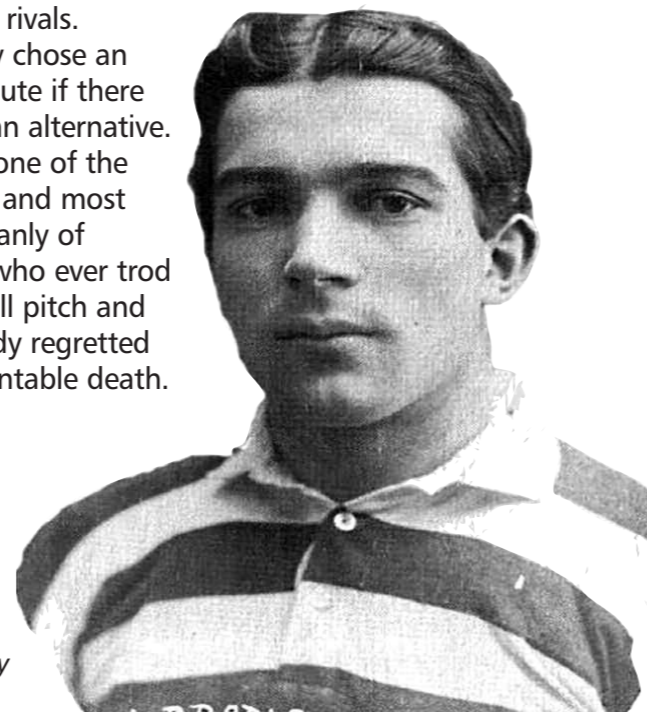 rivals.
chose an
ute if there
an alternative.
one of the
and most
anly of
who ever trod
ll pitch and
dy regretted
ntable death.
y